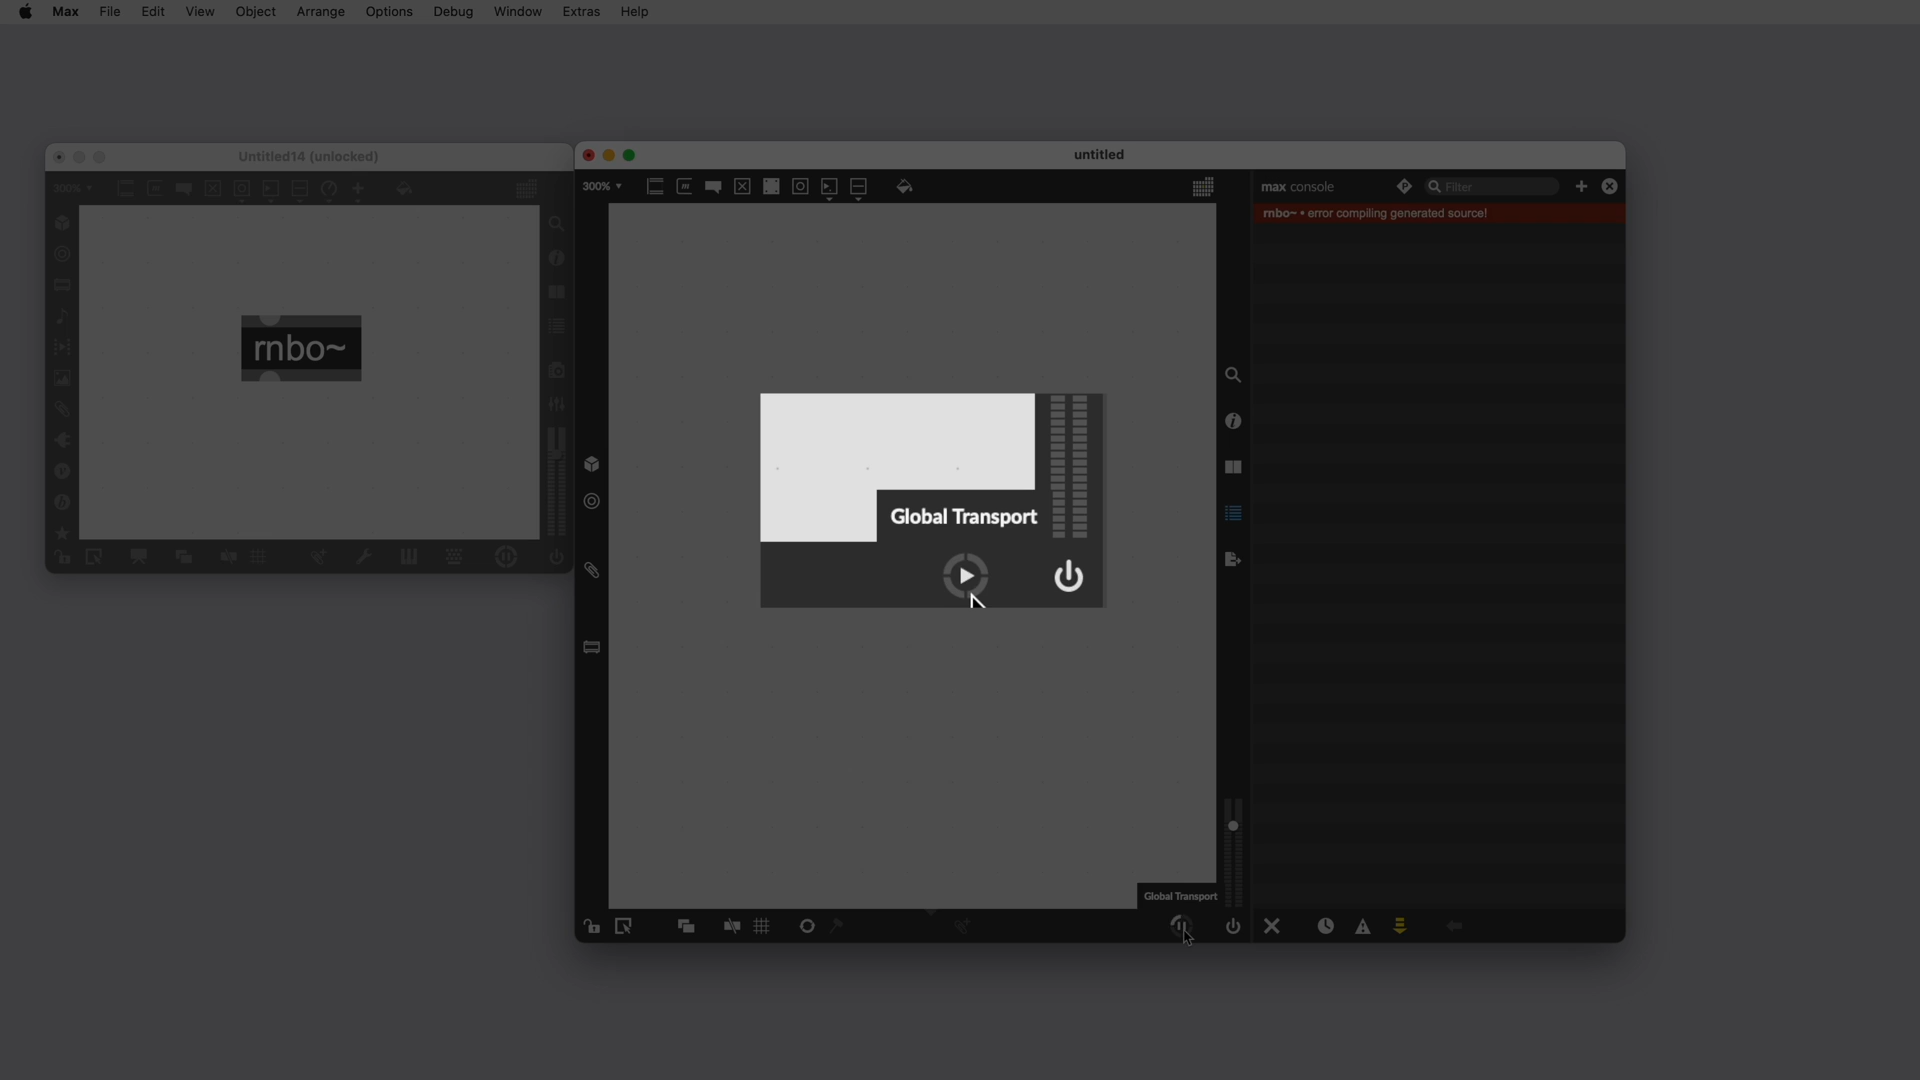 Max File Edit View Object Arrange Options Debug Window Extras Help
Untitled14 (unlocked)
300%
rnbo~
untitled
300%
max console
Filter
rnbo~ • error compiling generated source!
Global Transport
Global Transport